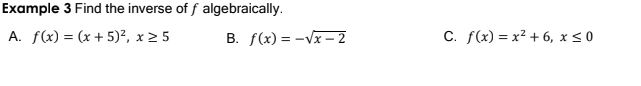 Example 3 Find the inverse of f algebraically.
A. f(x) = (x + 5)², x ≥ 5 B. f(x) = −√x − 2 C. f(x) = x² + 6, x ≤ 0